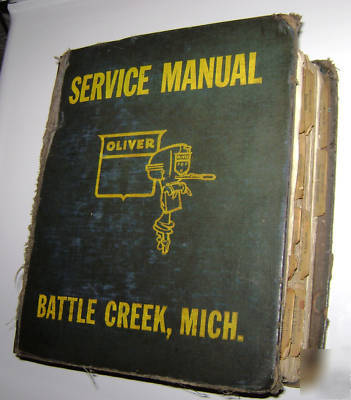 SERVICE MANUAL
OLIVER
BATTLE CREEK, MICH.